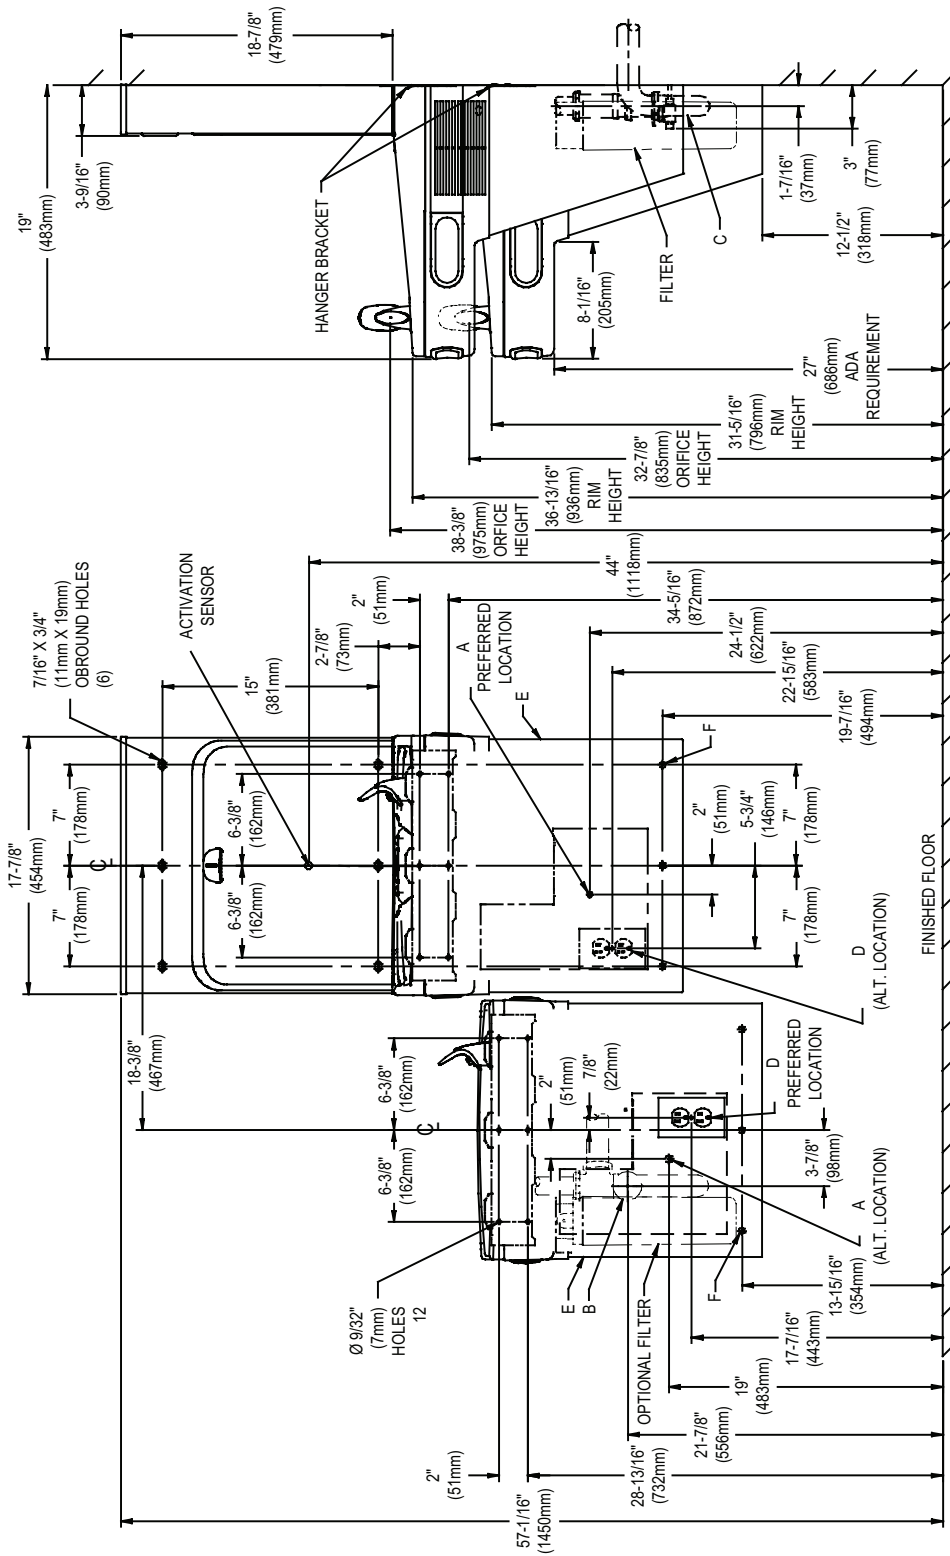 18-7/8"
(479mm)
3-9/16"
(90mm)
19"
(483mm)
HANGER BRACKET
8-1/16"
(205mm)
FILTER
C
1-7/16"
(37mm)
3"
(77mm)
12-1/2"
(318mm)
27"
(686mm)
ADA
REQUIREMENT
31-5/16"
(796mm)
RIM
HEIGHT
32-7/8"
(835mm)
ORIFICE
HEIGHT
36-13/16"
(936mm)
RIM
HEIGHT
38-3/8"
(975mm)
ORFICE
HEIGHT
7/16" X 3/4"
(11mm X 19mm)
OBROUND HOLES
(6)
ACTIVATION
SENSOR
15"
(381mm)
2-7/8"
(73mm)
2"
(51mm)
A
PREFERRED
LOCATION
E
44"
(1118mm)
34-5/16"
(872mm)
24-1/2"
(622mm)
22-15/16"
(583mm)
19-7/16"
(494mm)
F
17-7/8"
(454mm)
7"
(178mm)
7"
(178mm)
CL
6-3/8"
(162mm)
6-3/8"
(162mm)
2"
(51mm)
5-3/4"
(146mm)
7"
(178mm)
7"
(178mm)
D
(ALT. LOCATION)
FINISHED FLOOR
18-3/8"
(467mm)
6-3/8"
(162mm)
6-3/8"
(162mm)
CL
2"
(51mm)
7/8"
(22mm)
D
PREFERRED
LOCATION
3-7/8"
(98mm)
A
(ALT. LOCATION)
Ø 9/32"
(7mm)
HOLES
12
E
B
OPTIONAL FILTER
F
13-15/16"
(354mm)
17-7/16"
(443mm)
19"
(483mm)
21-7/8"
(556mm)
28-13/16"
(732mm)
2"
(51mm)
57-1/16"
(1450mm)